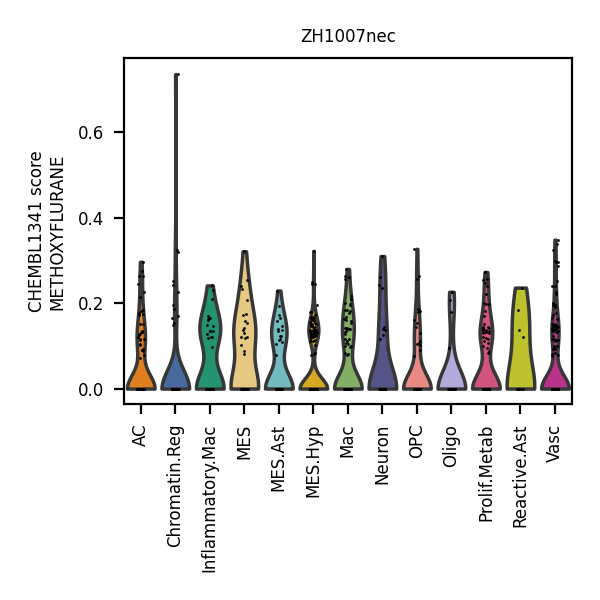 ZH1007nec
CHEMBL1341 score
METHOXYFLURANE
0.6
0.4
0.2
0.0
AC
Chromatin.Reg
Inflammatory.Mac
MES
MES.Ast
MES.Hyp
Mac
Neuron
OPC
Oligo
Prolif.Metab
Reactive.Ast
Vasc